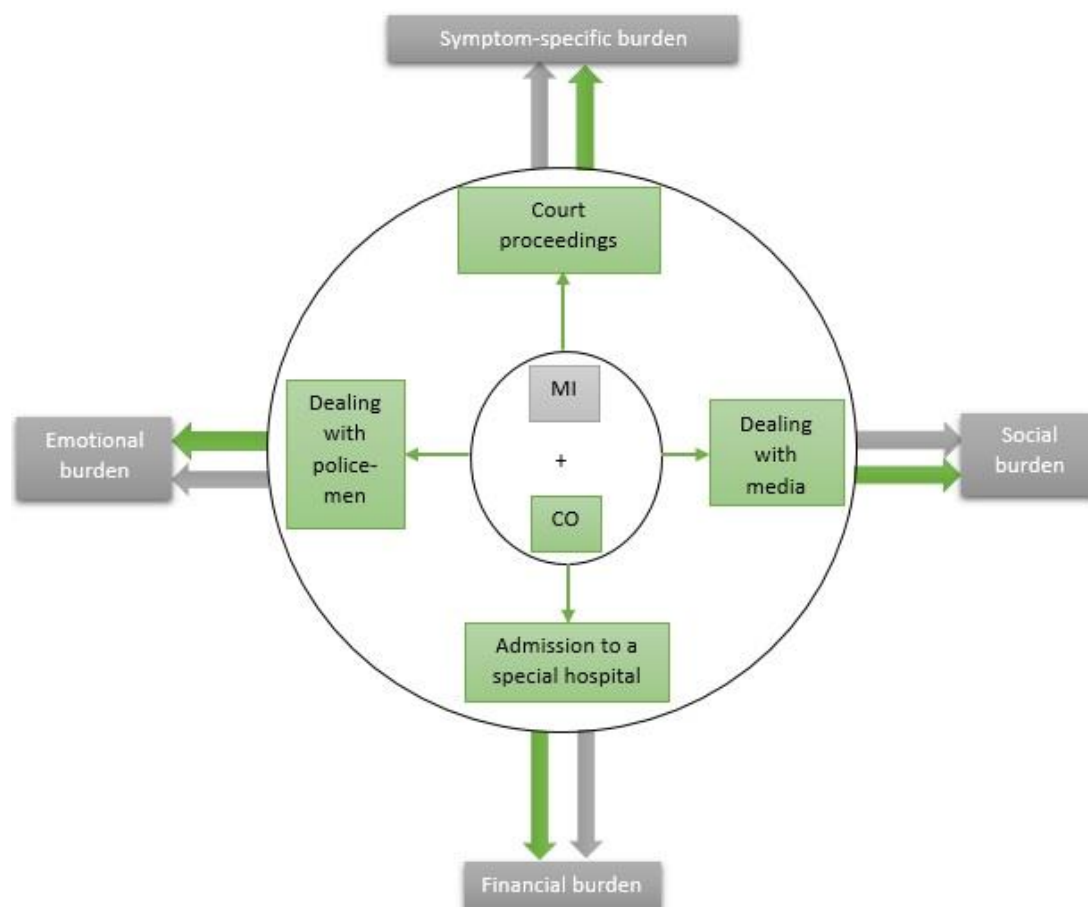 Symptom-specific burden
Court
proceedings
MI
+
CO
Dealing
with
police-
men
Dealing
with
media
Emotional
burden
Social
burden
Admission to a
special hospital
Financial burden